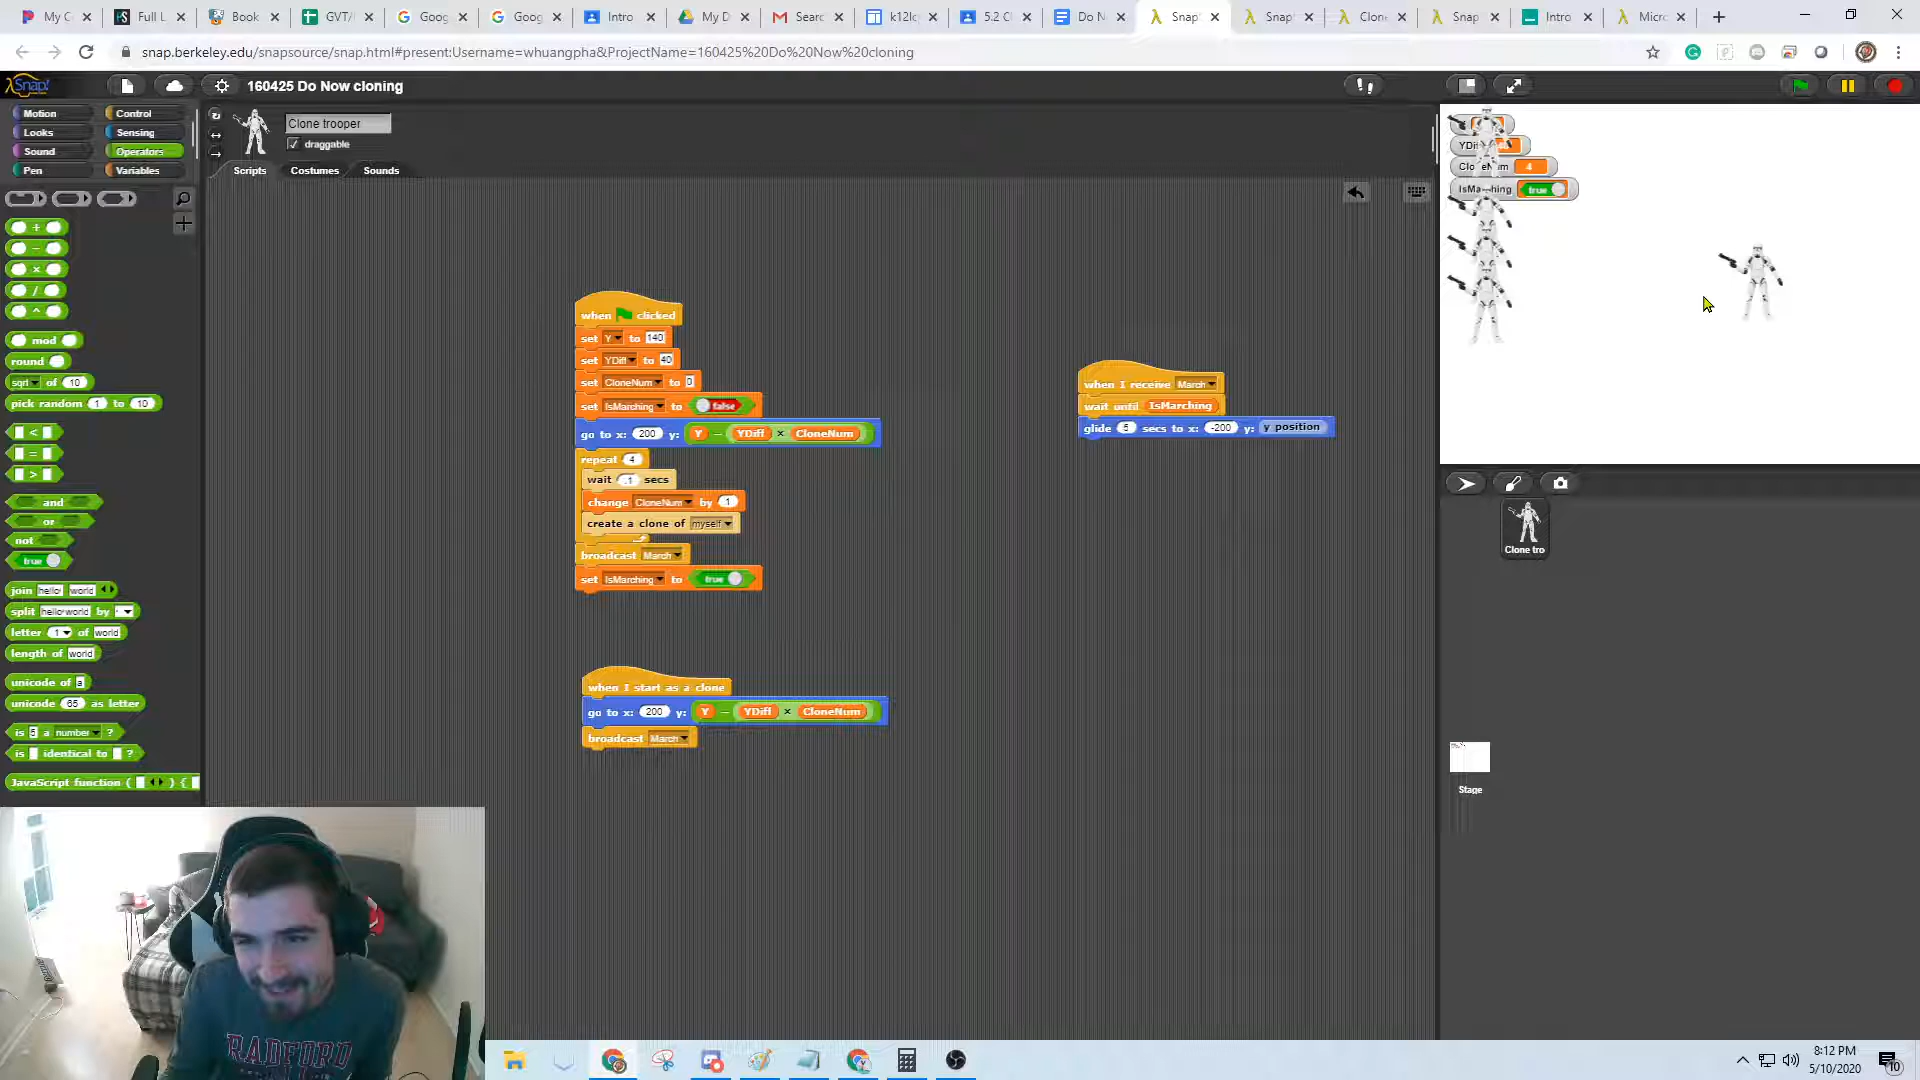 My C
Full L
Book
GVT/
Goog
Goog
Intro
My D
Searc
k12lc
5.2 C
Do N
Snap
Snap
Clon
Snap
Intro
Micro
snap.berkeley.edu/snapsource/snap.html#present:Username=whuangpha&ProjectName=160425%20Do%20Now%20cloning
Snap!
160425 Do Now cloning
Motion
Control
Looks
Sensing
Sound
Operators
Pen
Variables
Clone trooper
draggable
Scripts
Costumes
Sounds
+
−
×
/
^
mod
round
sqrt of 10
pick random 1 to 10
<
=
>
and
or
not
true
join hello world
split hello world by
letter 1 of world
length of world
unicode of a
unicode 65 as letter
is 5 a number ?
is identical to ?
JavaScript function ( ) {
when clicked
set Y to 140
set YDiff to 40
set CloneNum to 0
set IsMarching to false
go to x: 200 y: Y − YDiff × CloneNum
repeat 4
wait .1 secs
change CloneNum by 1
create a clone of myself
broadcast March
set IsMarching to true
when I start as a clone
go to x: 200 y: Y − YDiff × CloneNum
broadcast March
when I receive March
wait until IsMarching
glide 5 secs to x: -200 y: y position
4
true
Clone tro
Stage
RADFORD
8:12 PM
5/10/2020
10